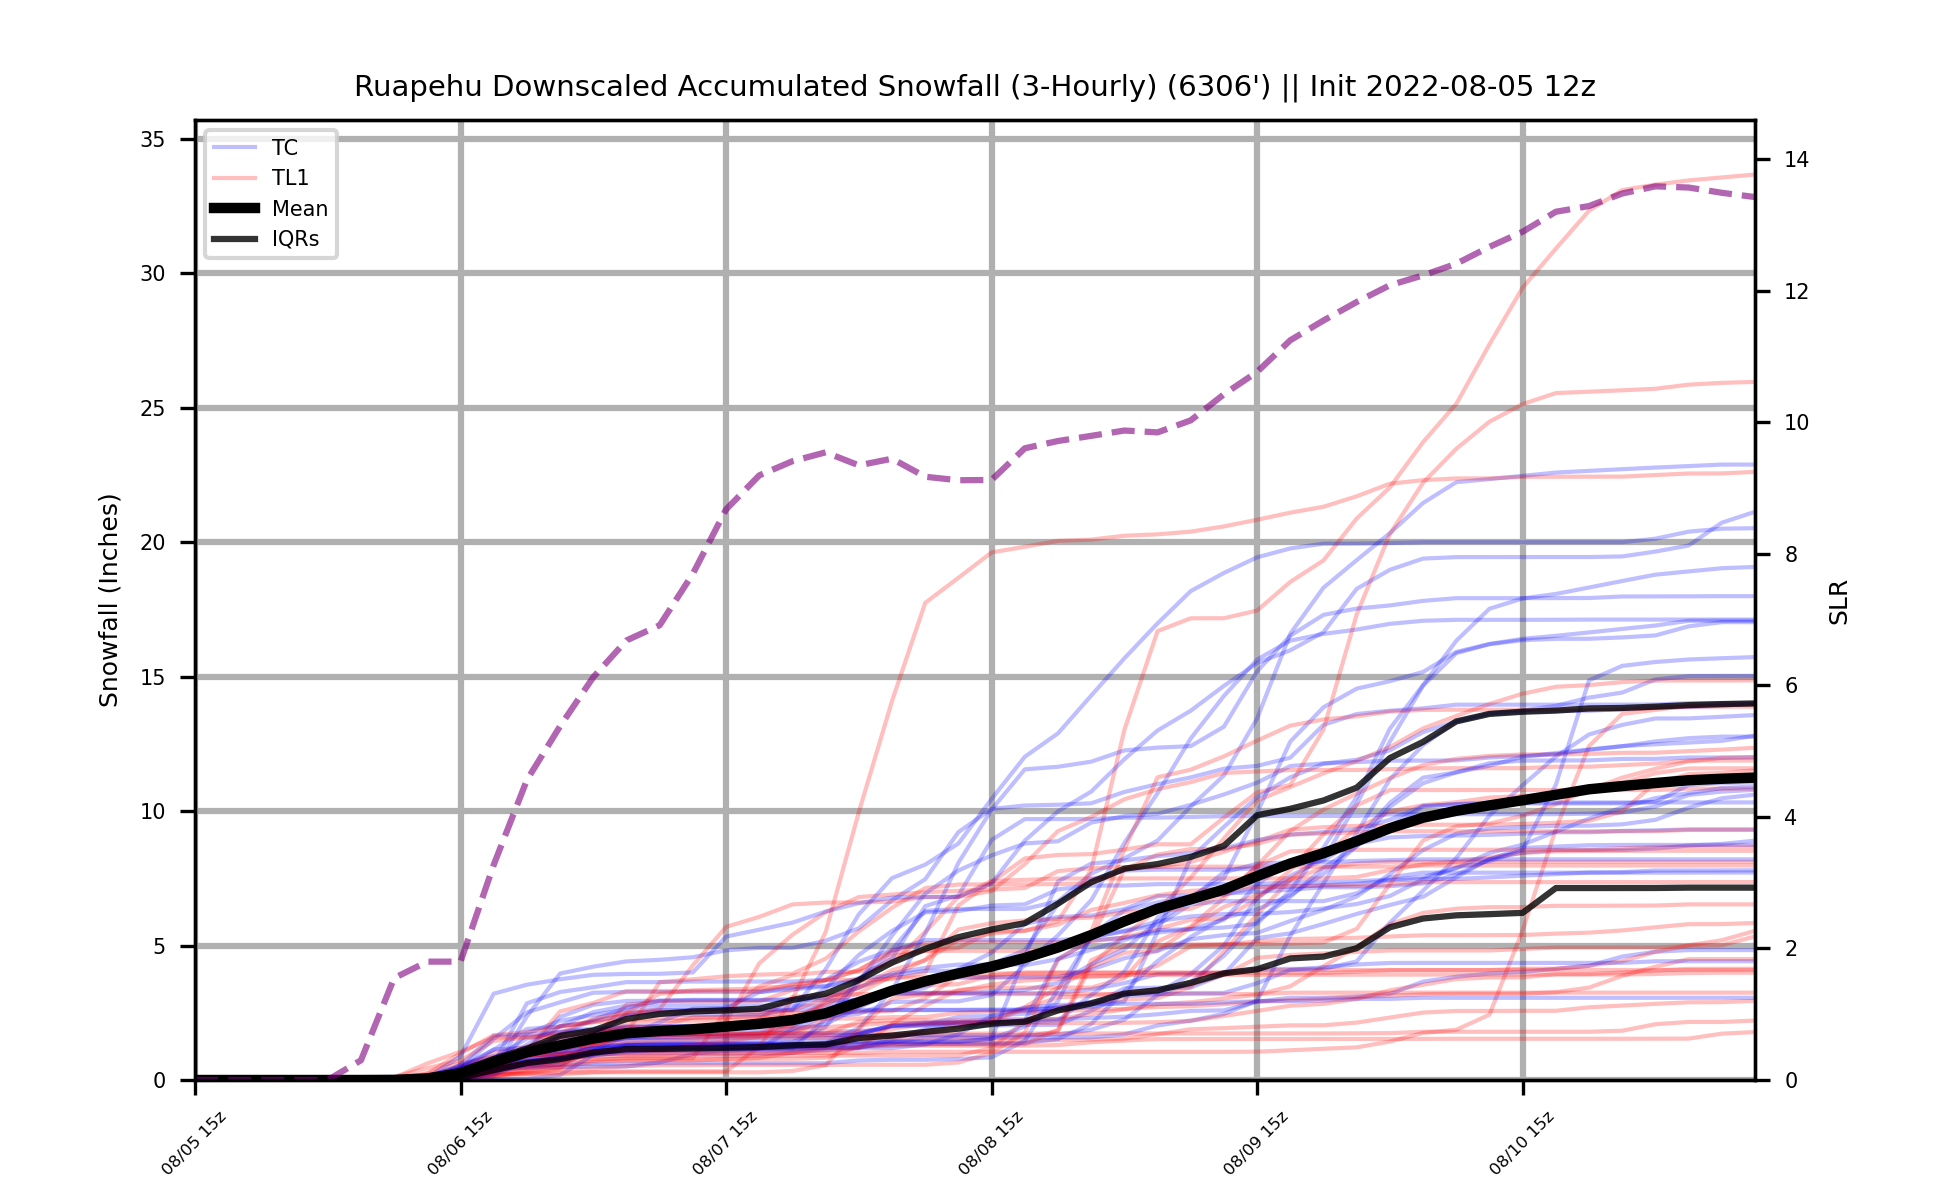 Ruapehu Downscaled Accumulated Snowfall (3-Hourly) (6306') || Init 2022-08-05 12z
TC
TL1
Mean
IQRs
Snowfall (Inches)
35
30
25
20
15
10
5
0
14
12
10
8
6
4
2
0
SLR
08/05 15z
08/06 15z
08/07 15z
08/08 15z
08/09 15z
08/10 15z